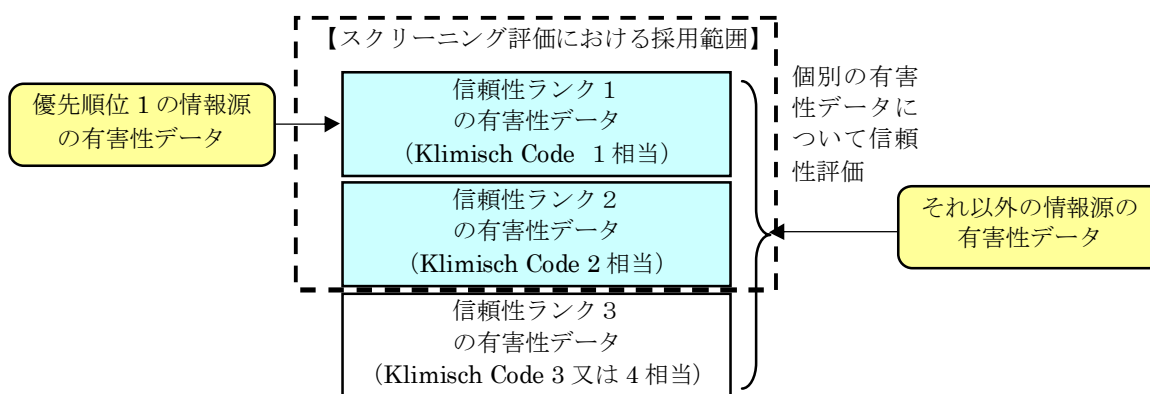 【スクリーニング評価における採用範囲】
優先順位１の情報源
の有害性データ
信頼性ランク１
の有害性データ
（Klimisch Code 1相当）
信頼性ランク２
の有害性データ
（Klimisch Code 2相当）
信頼性ランク３
の有害性データ
（Klimisch Code 3又は4相当）
個別の有害
性データに
ついて信頼
性評価
それ以外の情報源の
有害性データ